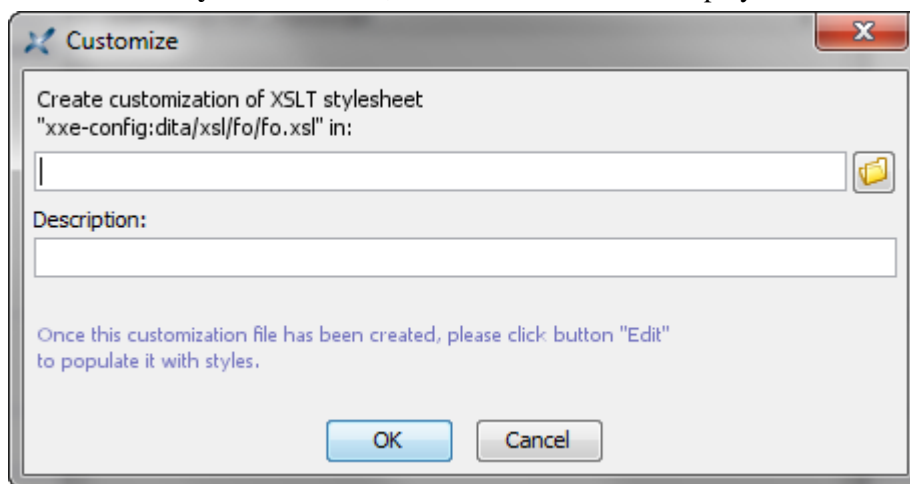 Customize
Create customization of XSLT stylesheet
"xxe-config:dita/xsl/fo/fo.xsl" in:
Description:
Once this customization file has been created, please click button "Edit"
to populate it with styles.
OK Cancel